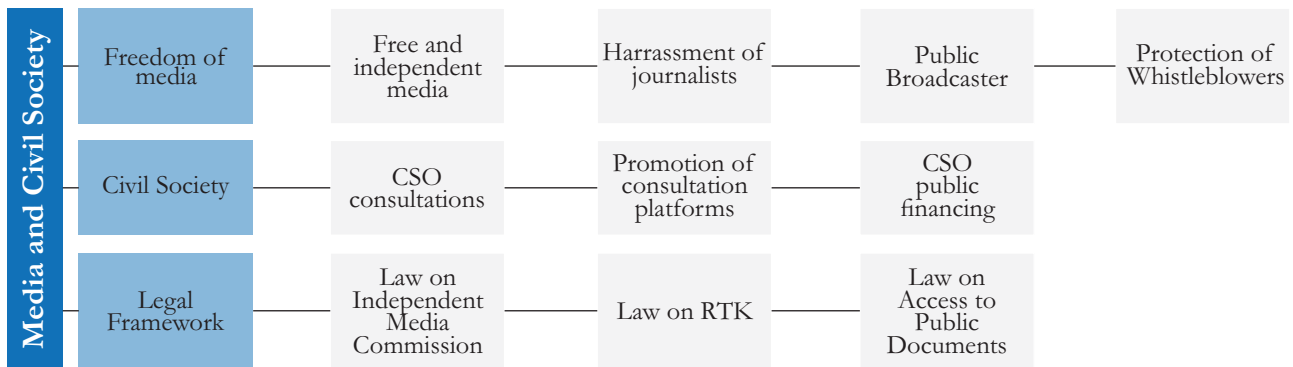 Media and Civil Society
Freedom of
media
Free and
independent
media
Harrassment of
journalists
Public
Broadcaster
Protection of
Whistleblowers
Civil Society
CSO
consultations
Promotion of
consultation
platforms
CSO
public
financing
Legal
Framework
Law on
Independent
Media
Commission
Law on RTK
Law on
Access to
Public
Documents